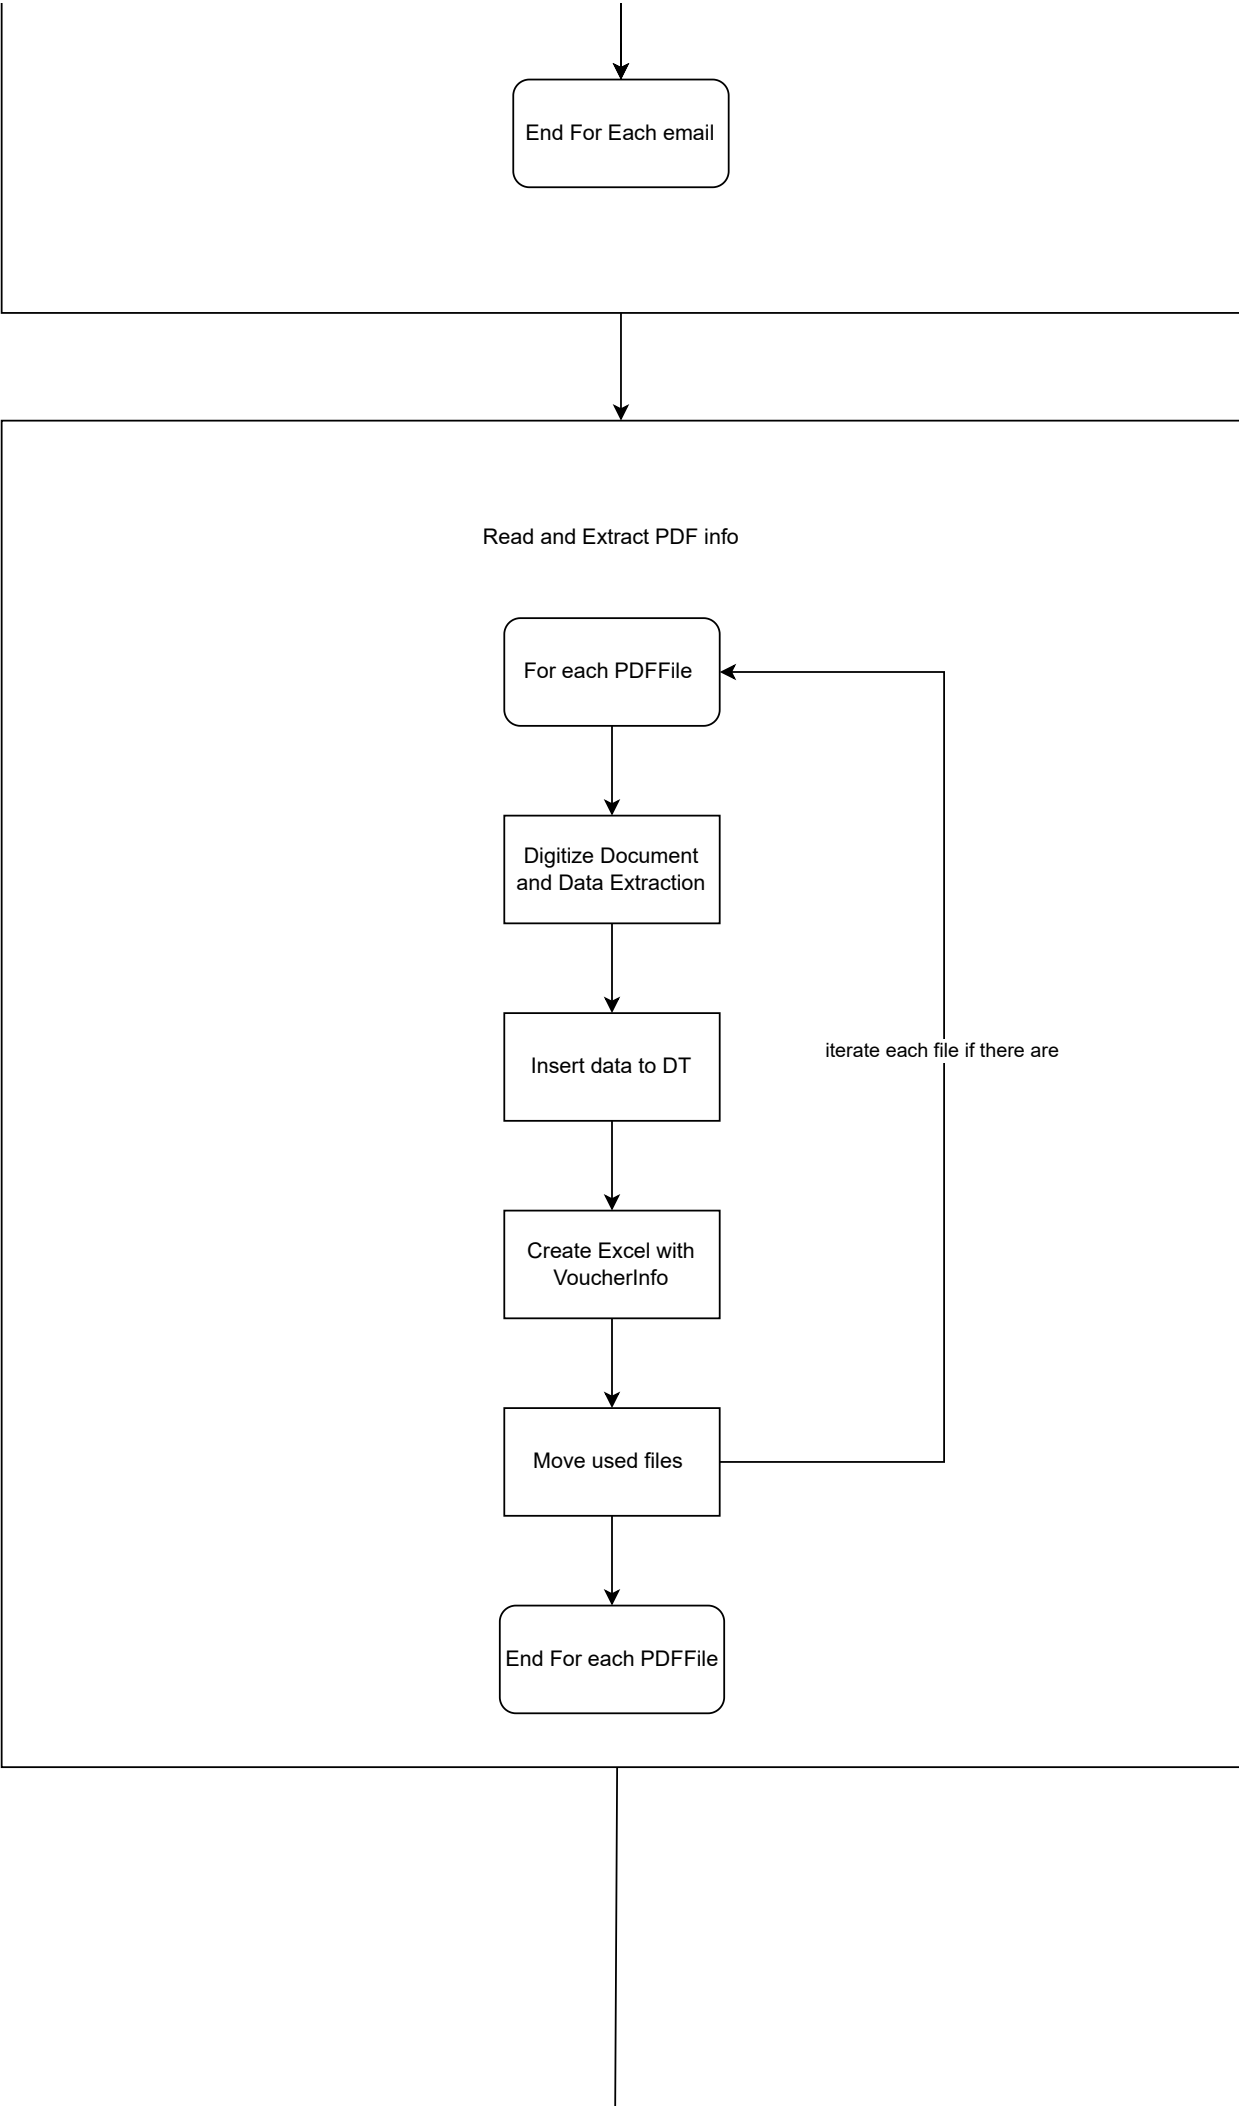 End For Each email
Read and Extract PDF info
For each PDFFile
Digitize Document
and Data Extraction
Insert data to DT
iterate each file if there are
Create Excel with
VoucherInfo
Move used files
End For each PDFFile